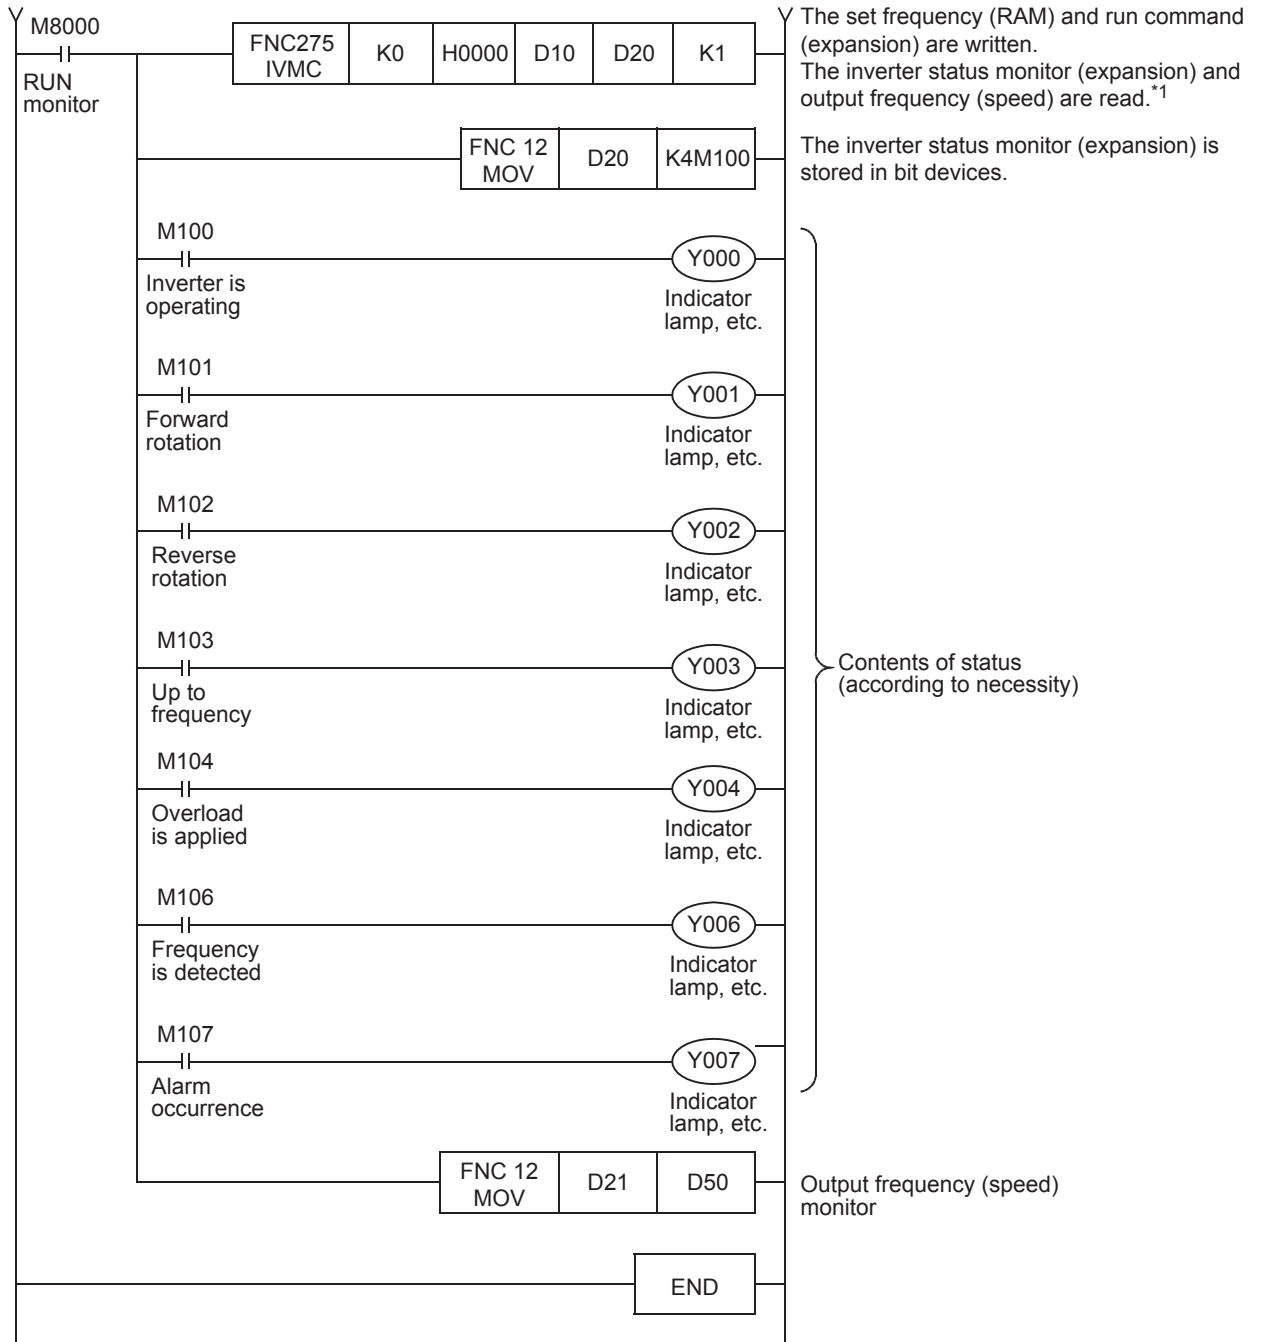 M8000
RUN
monitor
FNC275
IVMC
K0
H0000
D10
D20
K1
The set frequency (RAM) and run command
(expansion) are written.
The inverter status monitor (expansion) and
output frequency (speed) are read.*1
FNC 12
MOV
D20
K4M100
The inverter status monitor (expansion) is
stored in bit devices.
M100
Inverter is
operating
Y000
Indicator
lamp, etc.
M101
Forward
rotation
Y001
Indicator
lamp, etc.
M102
Reverse
rotation
Y002
Indicator
lamp, etc.
M103
Up to
frequency
Y003
Indicator
lamp, etc.
Contents of status
(according to necessity)
M104
Overload
is applied
Y004
Indicator
lamp, etc.
M106
Frequency
is detected
Y006
Indicator
lamp, etc.
M107
Alarm
occurrence
Y007
Indicator
lamp, etc.
FNC 12
MOV
D21
D50
Output frequency (speed)
monitor
END